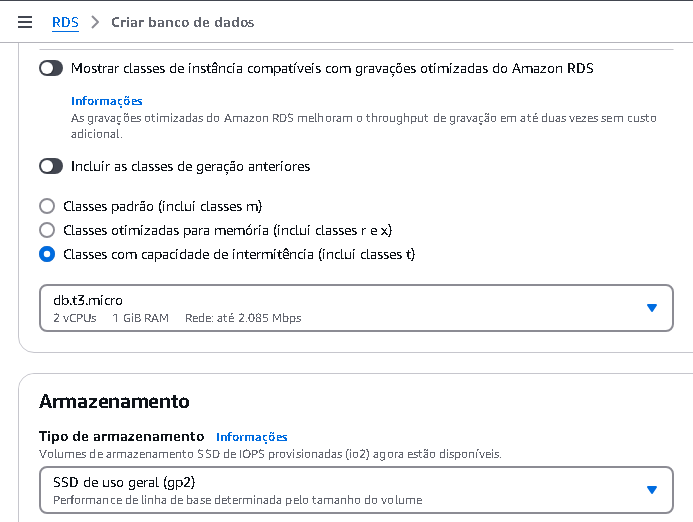 RDS > Criar banco de dados
Mostrar classes de instância compatíveis com gravações otimizadas do Amazon RDS
Informações
As gravações otimizadas do Amazon RDS melhoram o throughput de gravação em até duas vezes sem custo
adicional.
Incluir as classes de geração anteriores
Classes padrão (inclui classes m)
Classes otimizadas para memória (inclui classes r e x)
Classes com capacidade de intermitência (inclui classes t)
db.t3.micro
2 vCPUs 1 GiB RAM Rede: até 2.085 Mbps
Armazenamento
Tipo de armazenamento Informações
Volumes de armazenamento SSD de IOPS provisionadas (io2) agora estão disponíveis.
SSD de uso geral (gp2)
Performance de linha de base determinada pelo tamanho do volume